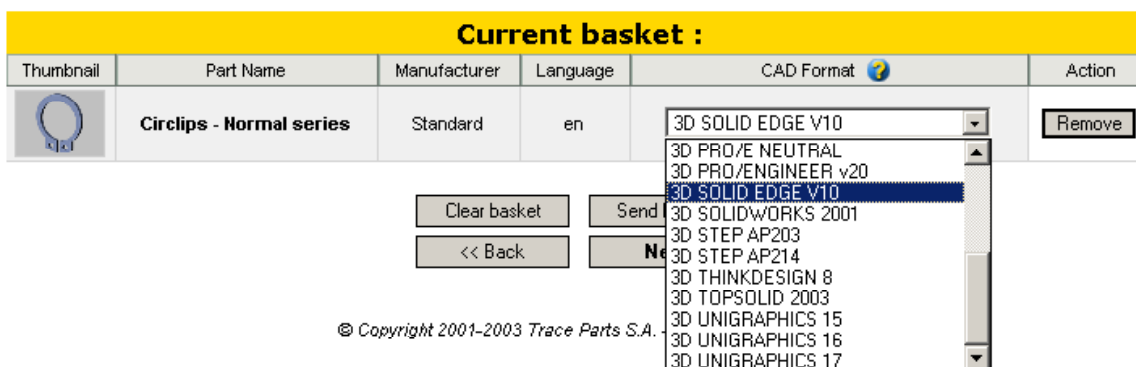 Current basket :
Thumbnail Part Name Manufacturer Language CAD Format ? Action
Circlips - Normal series Standard en 3D SOLID EDGE V10 Remove
3D PRO/E NEUTRAL
3D PRO/ENGINEER v20
3D SOLID EDGE V10
Clear basket Send
3D SOLIDWORKS 2001
3D STEP AP203
<< Back
3D STEP AP214
3D THINKDESIGN 8
3D TOPSOLID 2003
© Copyright 2001-2003 Trace Parts S.A. -
3D UNIGRAPHICS 15
3D UNIGRAPHICS 16
3D UNIGRAPHICS 17